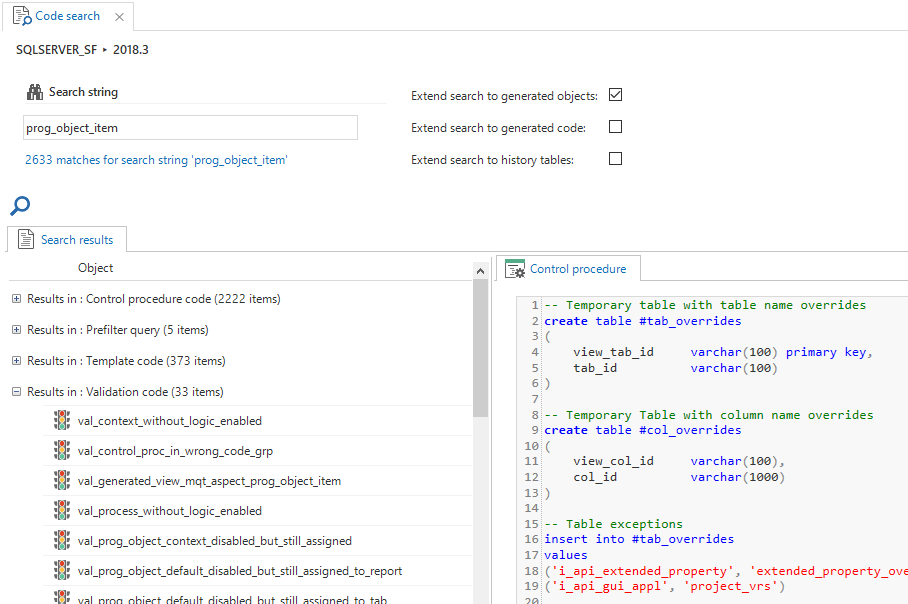 Code search
SQLSERVER_SF ▸ 2018.3
Search string
prog_object_item
2633 matches for search string 'prog_object_item'
Extend search to generated objects:
Extend search to generated code:
Extend search to history tables:
Search results
Object
Results in : Control procedure code (2222 items)
Results in : Prefilter query (5 items)
Results in : Template code (373 items)
Results in : Validation code (33 items)
val_context_without_logic_enabled
val_control_proc_in_wrong_code_grp
val_generated_view_mqt_aspect_prog_object_item
val_process_without_logic_enabled
val_prog_object_context_disabled_but_still_assigned
val_prog_object_default_disabled_but_still_assigned_to_report
val_prog_object_default_disabled_but_still_assigned_to_tab
Control procedure
1 -- Temporary table with table name overrides
2 create table #tab_overrides
3 (
4 view_tab_id varchar(100) primary key,
5 tab_id varchar(100)
6 )
7
8 -- Temporary Table with column name overrides
9 create table #col_overrides
10 (
11 view_col_id varchar(100),
12 col_id varchar(1000)
13 )
14
15 -- Table exceptions
16 insert into #tab_overrides
17 values
18 ('i_api_extended_property', 'extended_property_ove
19 ('i_api_gui_appl', 'project_vrs')
20